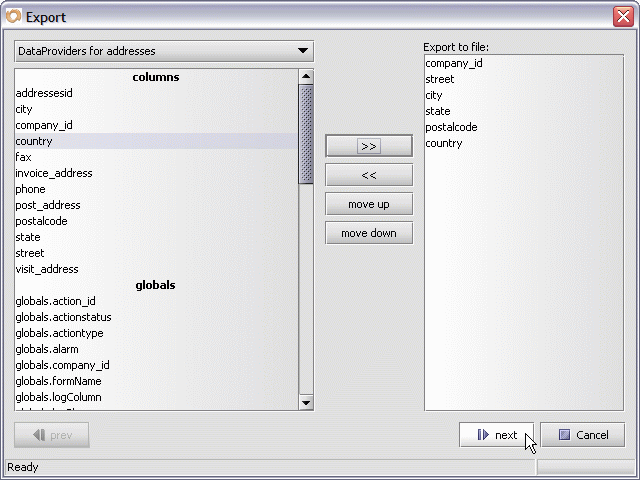 Export
DataProviders for addresses
columns
addressesid
city
company_id
country
fax
invoice_address
phone
post_address
postalcode
state
street
visit_address
globals
globals.action_id
globals.actionstatus
globals.actiontype
globals.alarm
globals.company_id
globals.formName
globals.logColumn
>>
<<
move up
move down
Export to file:
company_id
street
city
state
postalcode
country
prev
next
Cancel
Ready